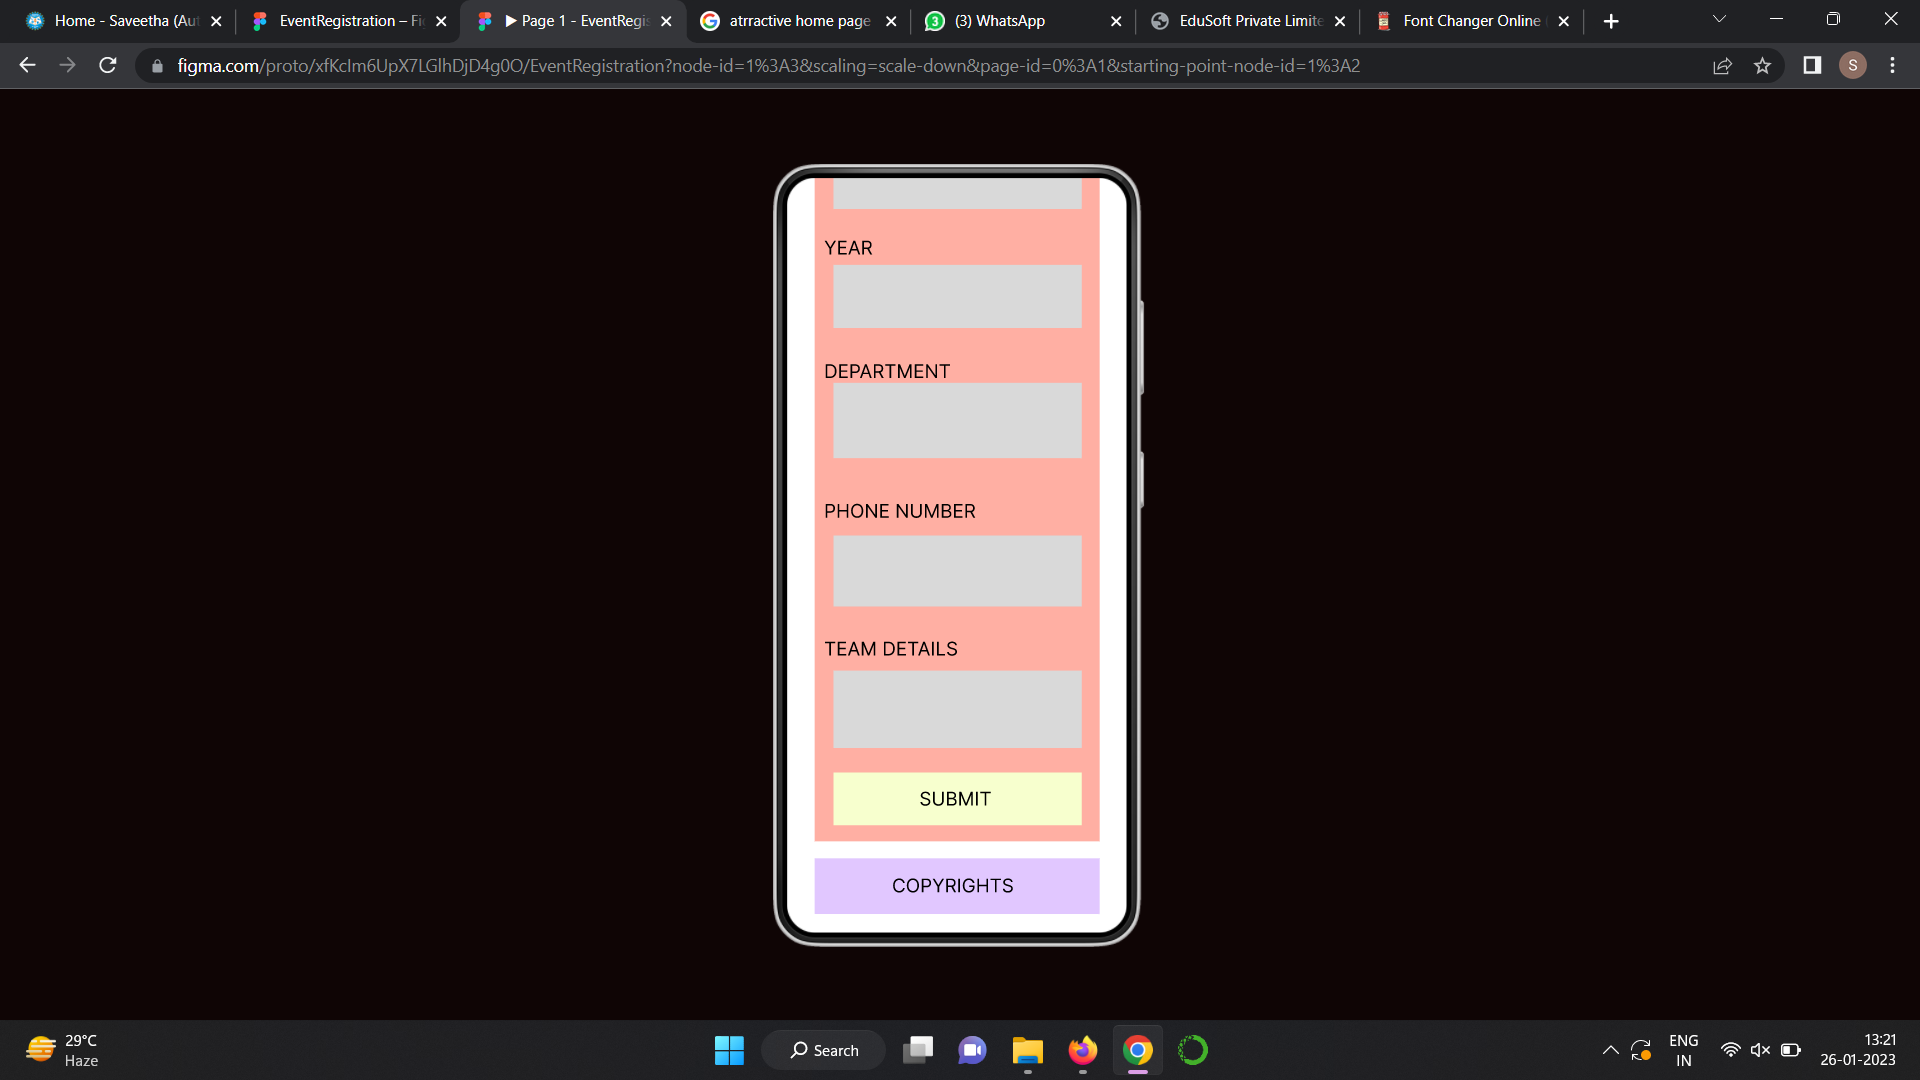 Home - Saveetha (Aut
EventRegistration – Fi
Page 1 - EventRegis
atrractive home page
(3) WhatsApp
EduSoft Private Limite
Font Changer Online
figma.com/proto/xfKcIm6UpX7LGlhDjD4g0O/EventRegistration?node-id=1%3A3&scaling=scale-down&page-id=0%3A1&starting-point-node-id=1%3A2
S
YEAR
DEPARTMENT
PHONE NUMBER
TEAM DETAILS
SUBMIT
COPYRIGHTS
29°C
Haze
Search
ENG
IN
13:21
26-01-2023